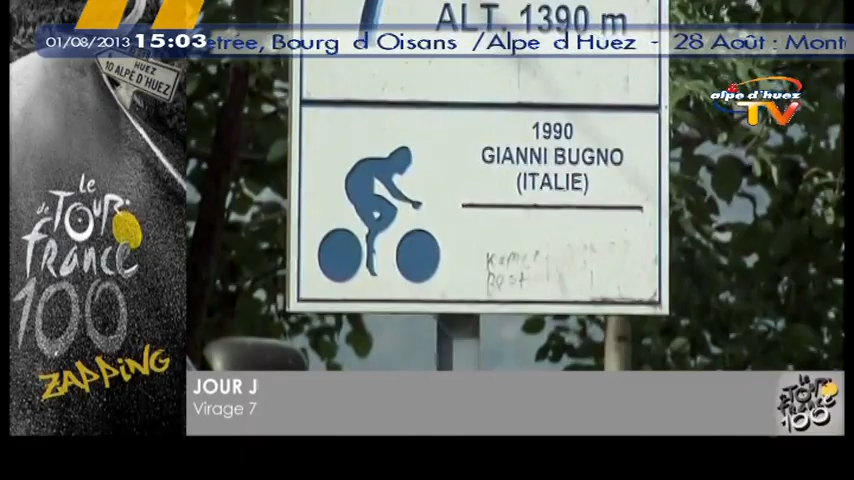 01/08/2013 15:03 etrée, Bourg d Oisans /Alpe d Huez - 28 Août : Mont
7 ALT. 1390 m
alpe d'huez
TV
HUEZ
10 ALPE D'HUEZ
1990
GIANNI BUGNO
(ITALIE)
le
TOUR
de
France
100
ZAPPING
JOUR J
Virage 7
le
TOUR
de
France
100